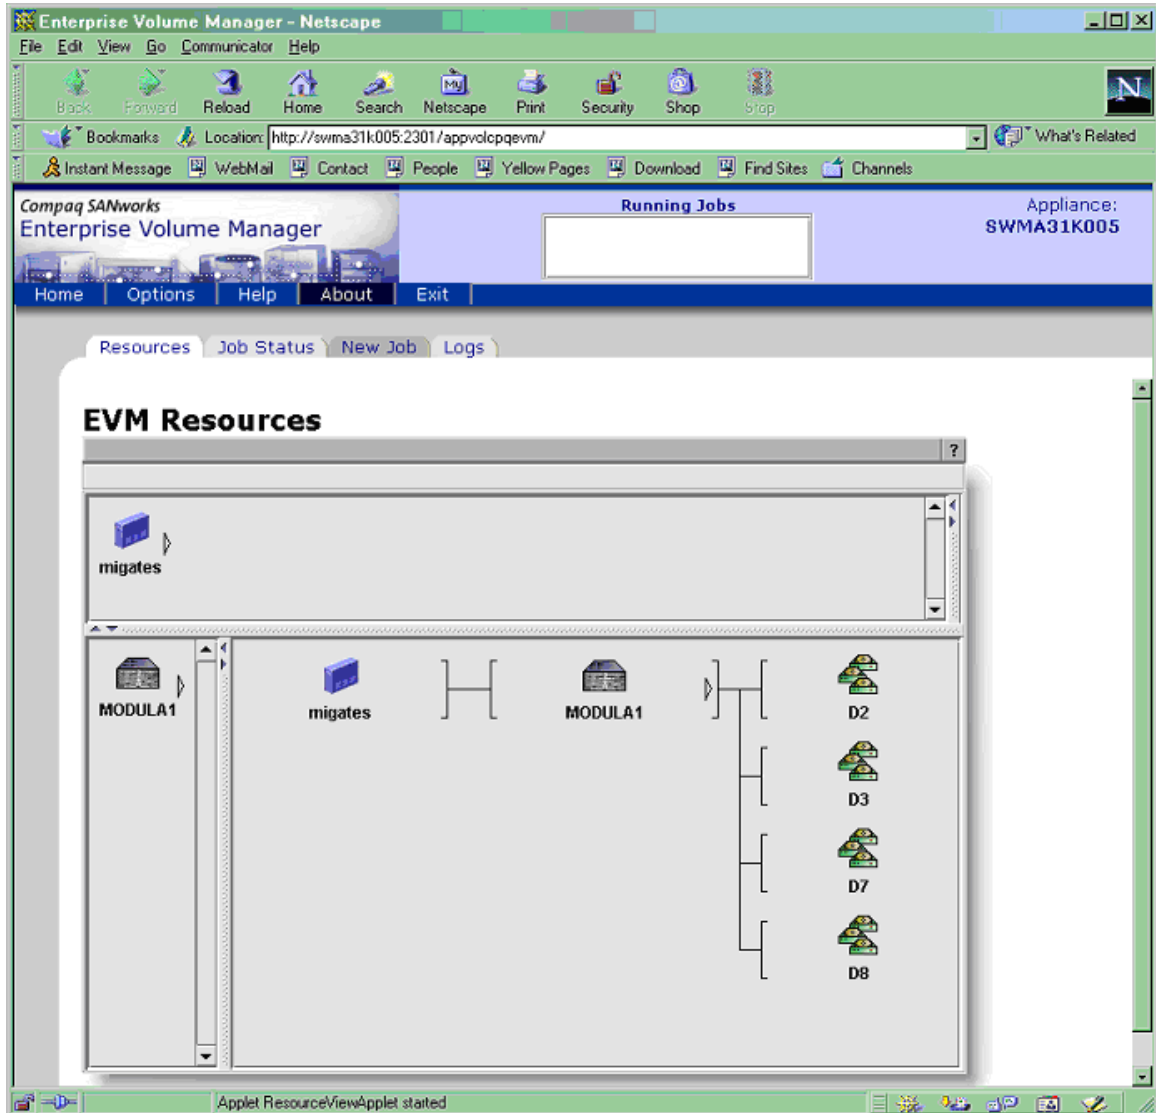 Enterprise Volume Manager - Netscape
File Edit View Go Communicator Help
Back Forward Reload Home Search Netscape Print Security Shop Stop
Bookmarks Location: http://swma31k005:2301/appvolcpqevm/ What's Related
Instant Message WebMail Contact People Yellow Pages Download Find Sites Channels
Compaq SANworks Running Jobs Appliance:
Enterprise Volume Manager SWMA31K005
Home Options Help About Exit
Resources Job Status New Job Logs
EVM Resources
?
migates
MODULA1 migates MODULA1 D2
D3
D7
D8
Applet ResourceViewApplet started